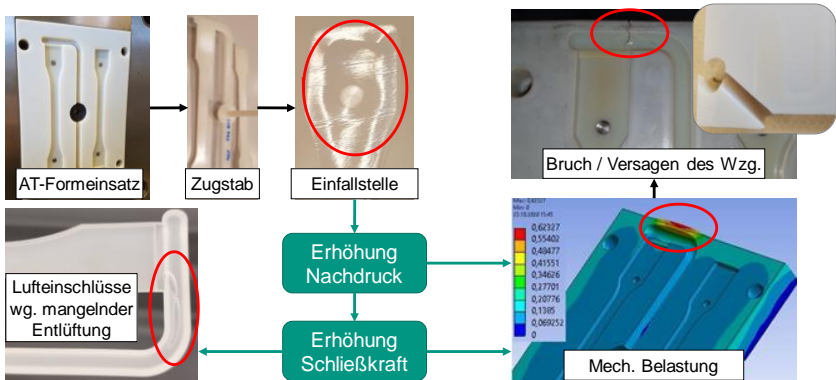 AT-Formeinsatz
Zugstab
Einfallstelle
Bruch / Versagen des Wzg.
Lufteinschlüsse
wg. mangelnder
Entlüftung
Erhöhung
Nachdruck
Erhöhung
Schließkraft
0,62327
0,55402
0,48477
0,41551
0,34626
0,27701
0,20776
0,1385
0,069252
0
Mech. Belastung